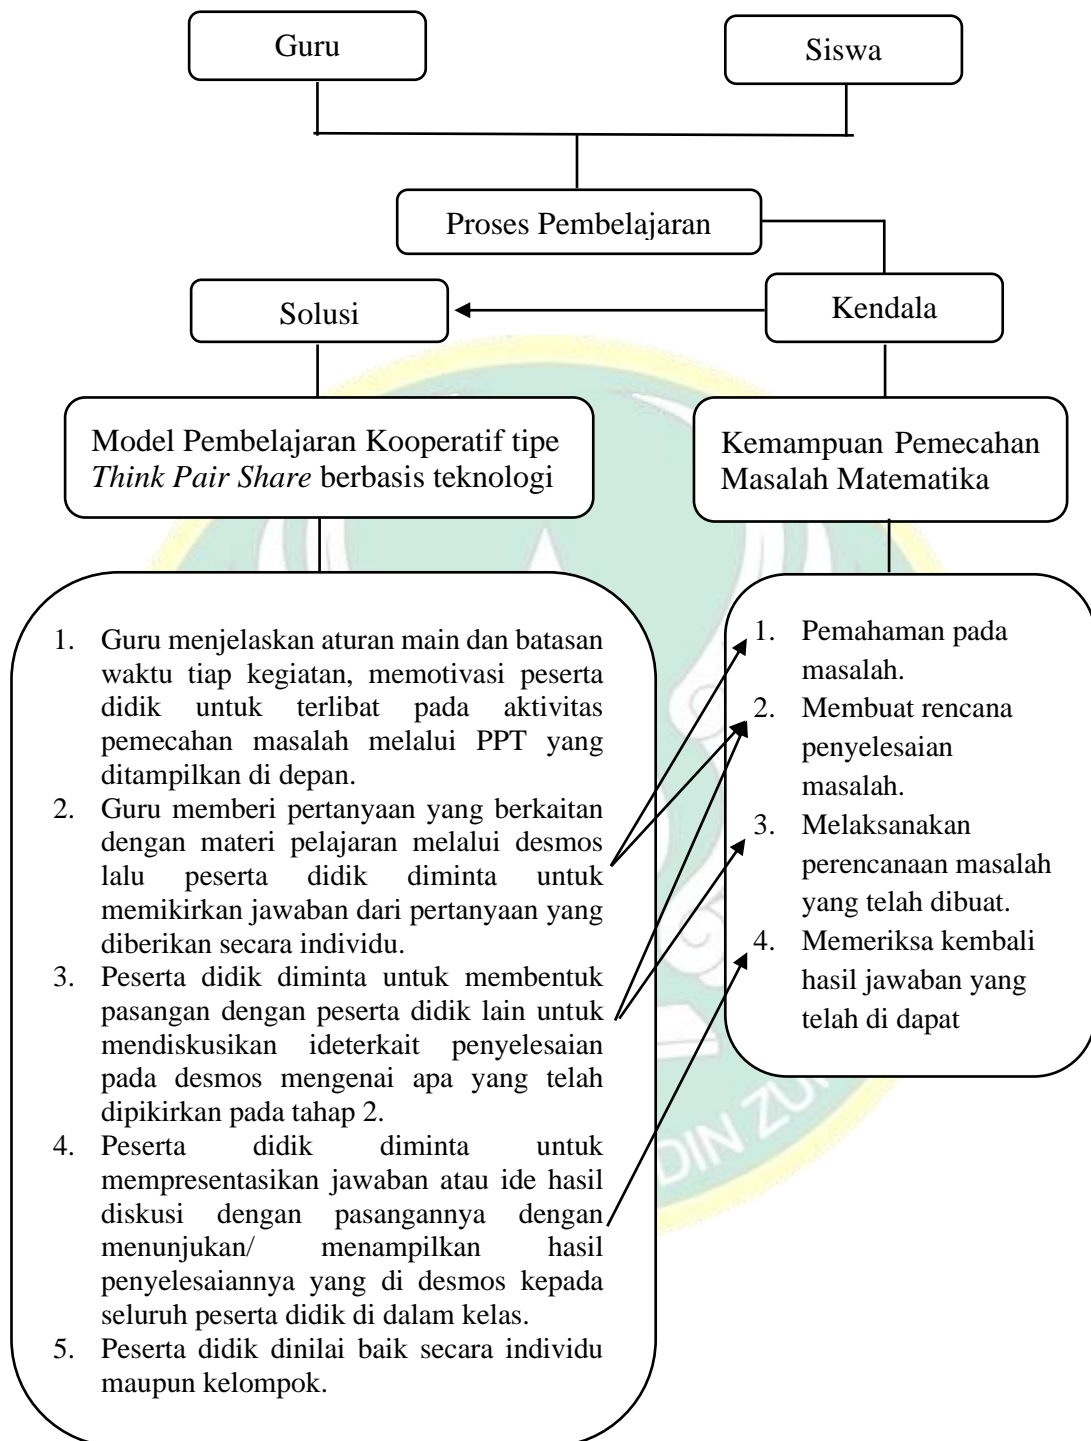 Guru
Siswa
Proses Pembelajaran
Solusi
Kendala
Model Pembelajaran Kooperatif tipe
Think Pair Share berbasis teknologi
Kemampuan Pemecahan
Masalah Matematika
1. Guru menjelaskan aturan main dan batasan
waktu tiap kegiatan, memotivasi peserta
didik untuk terlibat pada aktivitas
pemecahan masalah melalui PPT yang
ditampilkan di depan.
2. Guru memberi pertanyaan yang berkaitan
dengan materi pelajaran melalui desmos
lalu peserta didik diminta untuk
memikirkan jawaban dari pertanyaan yang
diberikan secara individu.
3. Peserta didik diminta untuk membentuk
pasangan dengan peserta didik lain untuk
mendiskusikan ideterkait penyelesaian
pada desmos mengenai apa yang telah
dipikirkan pada tahap 2.
4. Peserta didik diminta untuk
mempresentasikan jawaban atau ide hasil
diskusi dengan pasangannya dengan
menunjukan/ menampilkan hasil
penyelesaiannya yang di desmos kepada
seluruh peserta didik di dalam kelas.
5. Peserta didik dinilai baik secara individu
maupun kelompok.
1. Pemahaman pada
masalah.
2. Membuat rencana
penyelesaian
masalah.
3. Melaksanakan
perencanaan masalah
yang telah dibuat.
4. Memeriksa kembali
hasil jawaban yang
telah di dapat